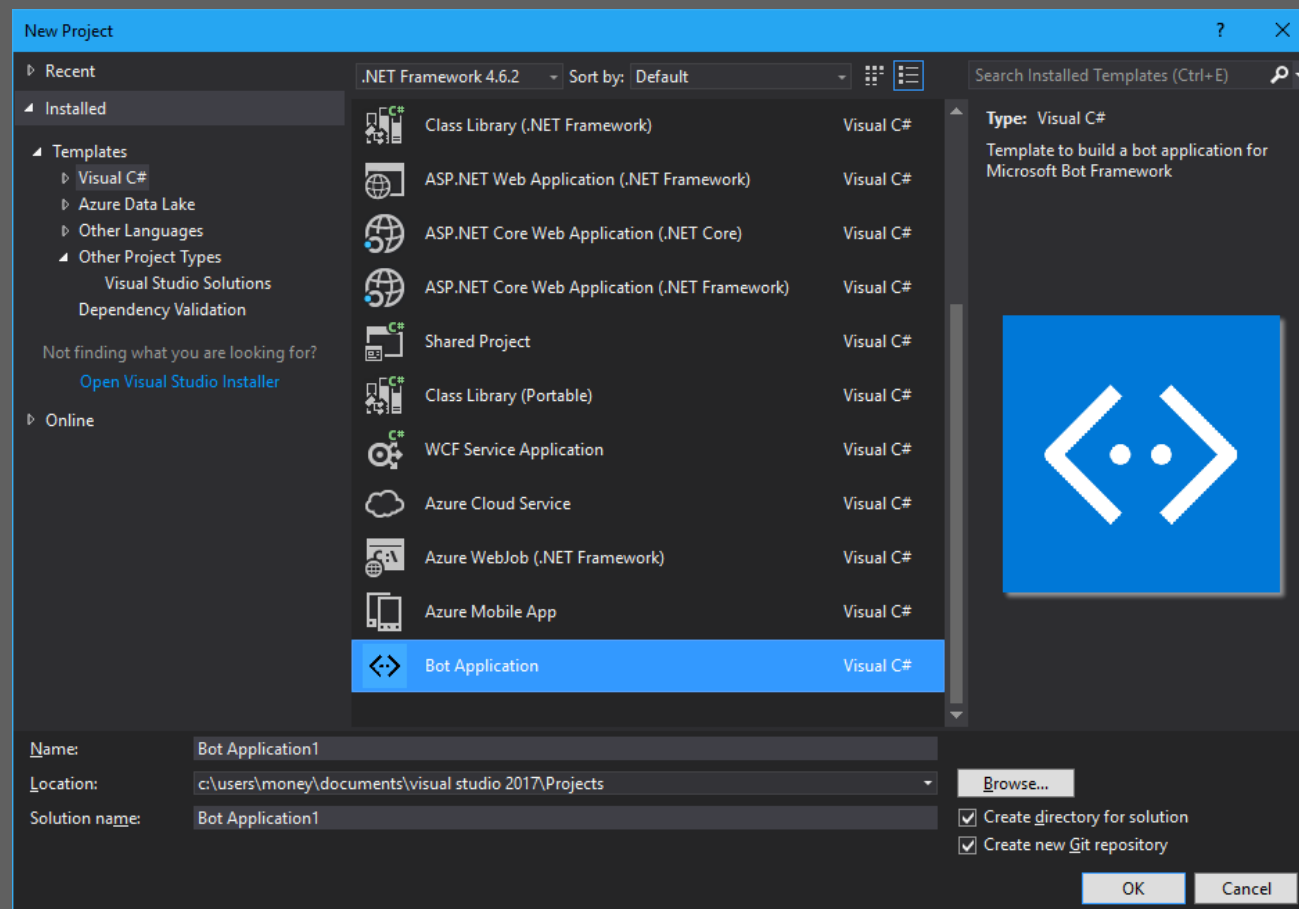 New Project
?
Recent
Installed
Templates
Visual C#
Azure Data Lake
Other Languages
Other Project Types
Visual Studio Solutions
Dependency Validation
Not finding what you are looking for?
Open Visual Studio Installer
Online
.NET Framework 4.6.2 Sort by: Default
Class Library (.NET Framework) Visual C#
ASP.NET Web Application (.NET Framework) Visual C#
ASP.NET Core Web Application (.NET Core) Visual C#
ASP.NET Core Web Application (.NET Framework) Visual C#
Shared Project Visual C#
Class Library (Portable) Visual C#
WCF Service Application Visual C#
Azure Cloud Service Visual C#
Azure WebJob (.NET Framework) Visual C#
Azure Mobile App Visual C#
Bot Application Visual C#
Search Installed Templates (Ctrl+E)
Type: Visual C#
Template to build a bot application for
Microsoft Bot Framework
Name: Bot Application1
Location: c:\users\money\documents\visual studio 2017\Projects
Browse...
Solution name: Bot Application1
Create directory for solution
Create new Git repository
OK Cancel